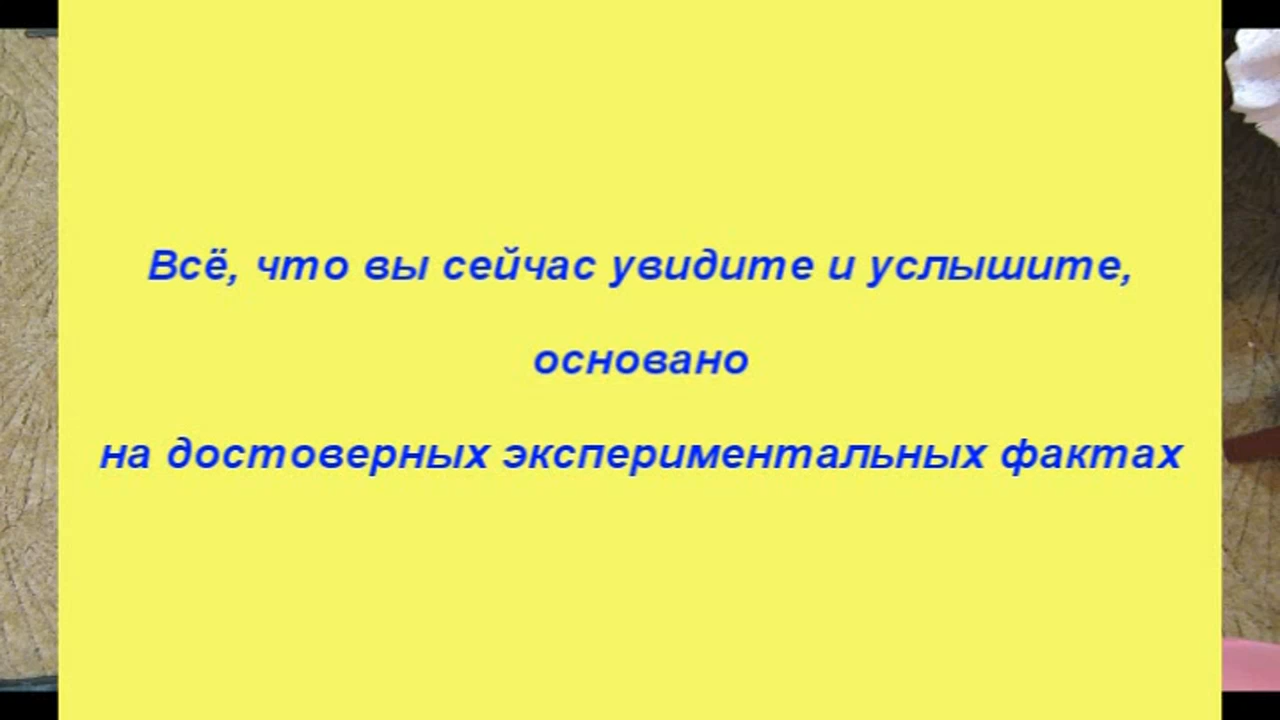 Всё, что вы сейчас увидите и услышите,
основано
на достоверных экспериментальных фактах